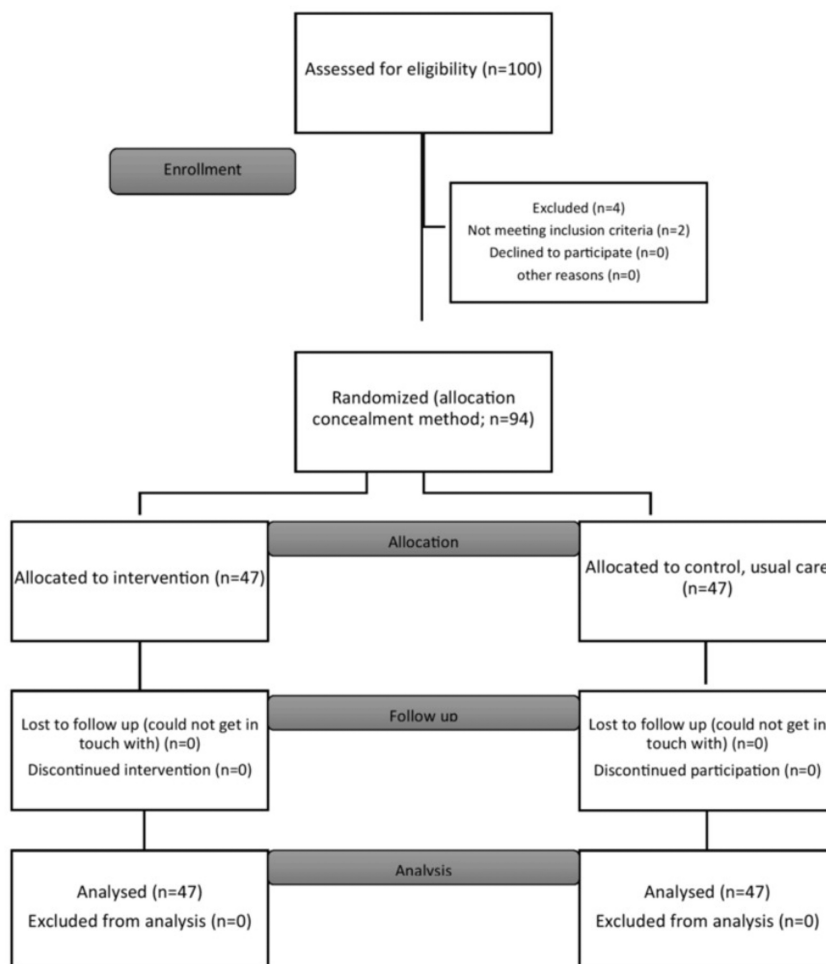 Assessed for eligibility (n=100)
Enrollment
Excluded (n=4)
Not meeting inclusion criteria (n=2)
Declined to participate (n=0)
other reasons (n=0)
Randomized (allocation
concealment method; n=94)
Allocation
Allocated to intervention (n=47)
Allocated to control, usual care
(n=47)
Follow up
Lost to follow up (could not get in
touch with) (n=0)
Discontinued intervention (n=0)
Lost to follow up (could not get in
touch with) (n=0)
Discontinued participation (n=0)
Analysis
Analysed (n=47)
Excluded from analysis (n=0)
Analysed (n=47)
Excluded from analysis (n=0)